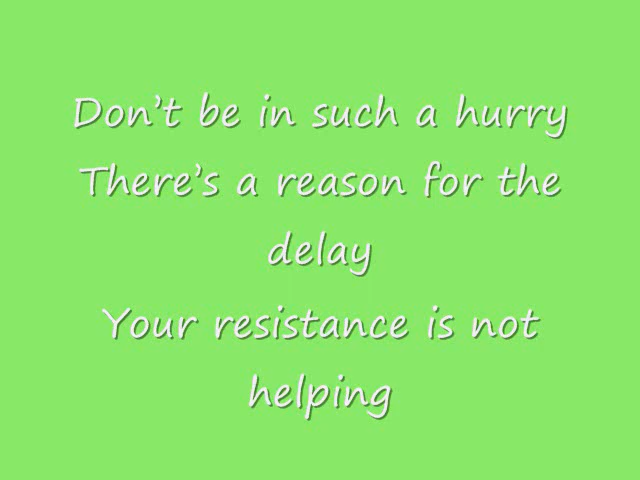 Don't be in such a hurry
There's a reason for the
delay
Your resistance is not
helping